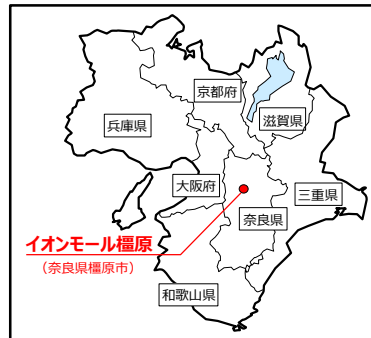 京都府
滋賀県
兵庫県
大阪府
三重県
奈良県
イオンモール橿原
（奈良県橿原市）
和歌山県